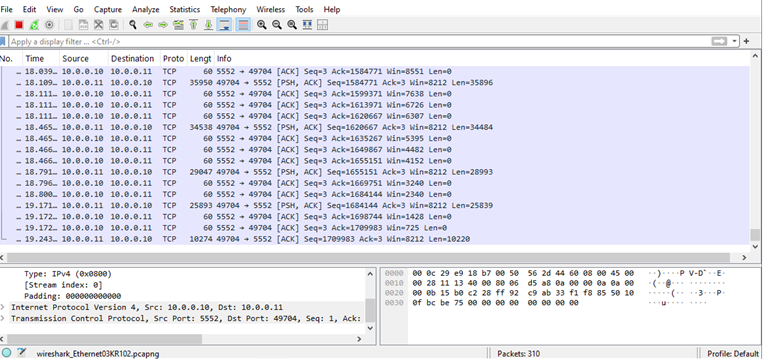 File Edit View Go Capture Analyze Statistics Telephony Wireless Tools Help
Apply a display filter ... <Ctrl-/>
No. Time Source Destination Proto Lengt Info
... 18.039... 10.0.0.10 10.0.0.11 TCP 60 5552 → 49704 [ACK] Seq=3 Ack=1584771 Win=8551 Len=0
... 18.109... 10.0.0.11 10.0.0.10 TCP 35950 49704 → 5552 [PSH, ACK] Seq=1584771 Ack=3 Win=8212 Len=35896
... 18.111... 10.0.0.10 10.0.0.11 TCP 60 5552 → 49704 [ACK] Seq=3 Ack=1599371 Win=7638 Len=0
... 18.111... 10.0.0.10 10.0.0.11 TCP 60 5552 → 49704 [ACK] Seq=3 Ack=1613971 Win=6726 Len=0
... 18.111... 10.0.0.10 10.0.0.11 TCP 60 5552 → 49704 [ACK] Seq=3 Ack=1620667 Win=6307 Len=0
... 18.465... 10.0.0.11 10.0.0.10 TCP 34538 49704 → 5552 [PSH, ACK] Seq=1620667 Ack=3 Win=8212 Len=34484
... 18.466... 10.0.0.10 10.0.0.11 TCP 60 5552 → 49704 [ACK] Seq=3 Ack=1635267 Win=5395 Len=0
... 18.466... 10.0.0.10 10.0.0.11 TCP 60 5552 → 49704 [ACK] Seq=3 Ack=1649867 Win=4482 Len=0
... 18.466... 10.0.0.10 10.0.0.11 TCP 60 5552 → 49704 [ACK] Seq=3 Ack=1655151 Win=4152 Len=0
... 18.791... 10.0.0.11 10.0.0.10 TCP 29047 49704 → 5552 [PSH, ACK] Seq=1655151 Ack=3 Win=8212 Len=28993
... 18.796... 10.0.0.10 10.0.0.11 TCP 60 5552 → 49704 [ACK] Seq=3 Ack=1669751 Win=3240 Len=0
... 18.800... 10.0.0.10 10.0.0.11 TCP 60 5552 → 49704 [ACK] Seq=3 Ack=1684144 Win=2340 Len=0
... 19.171... 10.0.0.11 10.0.0.10 TCP 25893 49704 → 5552 [PSH, ACK] Seq=1684144 Ack=3 Win=8212 Len=25839
... 19.172... 10.0.0.10 10.0.0.11 TCP 60 5552 → 49704 [ACK] Seq=3 Ack=1698744 Win=1428 Len=0
... 19.172... 10.0.0.10 10.0.0.11 TCP 60 5552 → 49704 [ACK] Seq=3 Ack=1709983 Win=725 Len=0
... 19.243... 10.0.0.11 10.0.0.10 TCP 10274 49704 → 5552 [ACK] Seq=1709983 Ack=3 Win=8212 Len=10220
Type: IPv4 (0x0800)
[Stream index: 0]
Padding: 000000000000
Internet Protocol Version 4, Src: 10.0.0.10, Dst: 10.0.0.11
Transmission Control Protocol, Src Port: 5552, Dst Port: 49704, Seq: 1, Ack:
0000 00 0c 29 e9 18 b7 00 50 56 2d 44 60 08 00 45 00 ··)····P V-D`··E·
0010 00 28 11 13 40 00 80 06 d5 a8 0a 00 00 0a 0a 00 ·(··@··· ········
0020 00 0b 15 b0 c2 28 ff 92 c9 ab 33 f1 f8 85 50 10 ·····(·· ··3···P·
0030 0f bc be 75 00 00 00 00 00 00 00 00 ···u···· ····
wireshark_Ethernet03KR102.pcapng
Packets: 310
Profile: Default